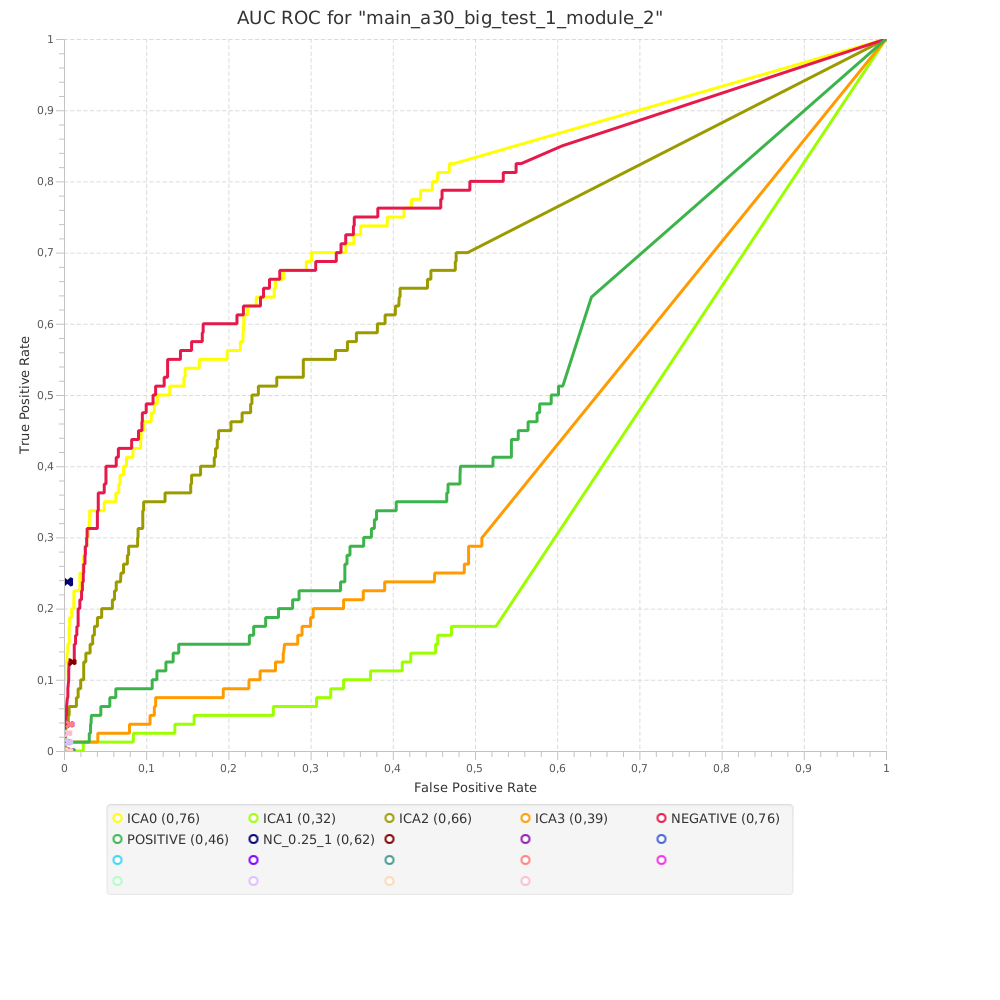 AUC ROC for "main_a30_big_test_1_module_2"
1
0,9
0,8
0,7
0,6
0,5
0,4
0,3
0,2
0,1
0
True Positive Rate
0 0,1 0,2 0,3 0,4 0,5 0,6 0,7 0,8 0,9 1
False Positive Rate
ICA0 (0,76) ICA1 (0,32) ICA2 (0,66) ICA3 (0,39) NEGATIVE (0,76)
POSITIVE (0,46) NC_0.25_1 (0,62)